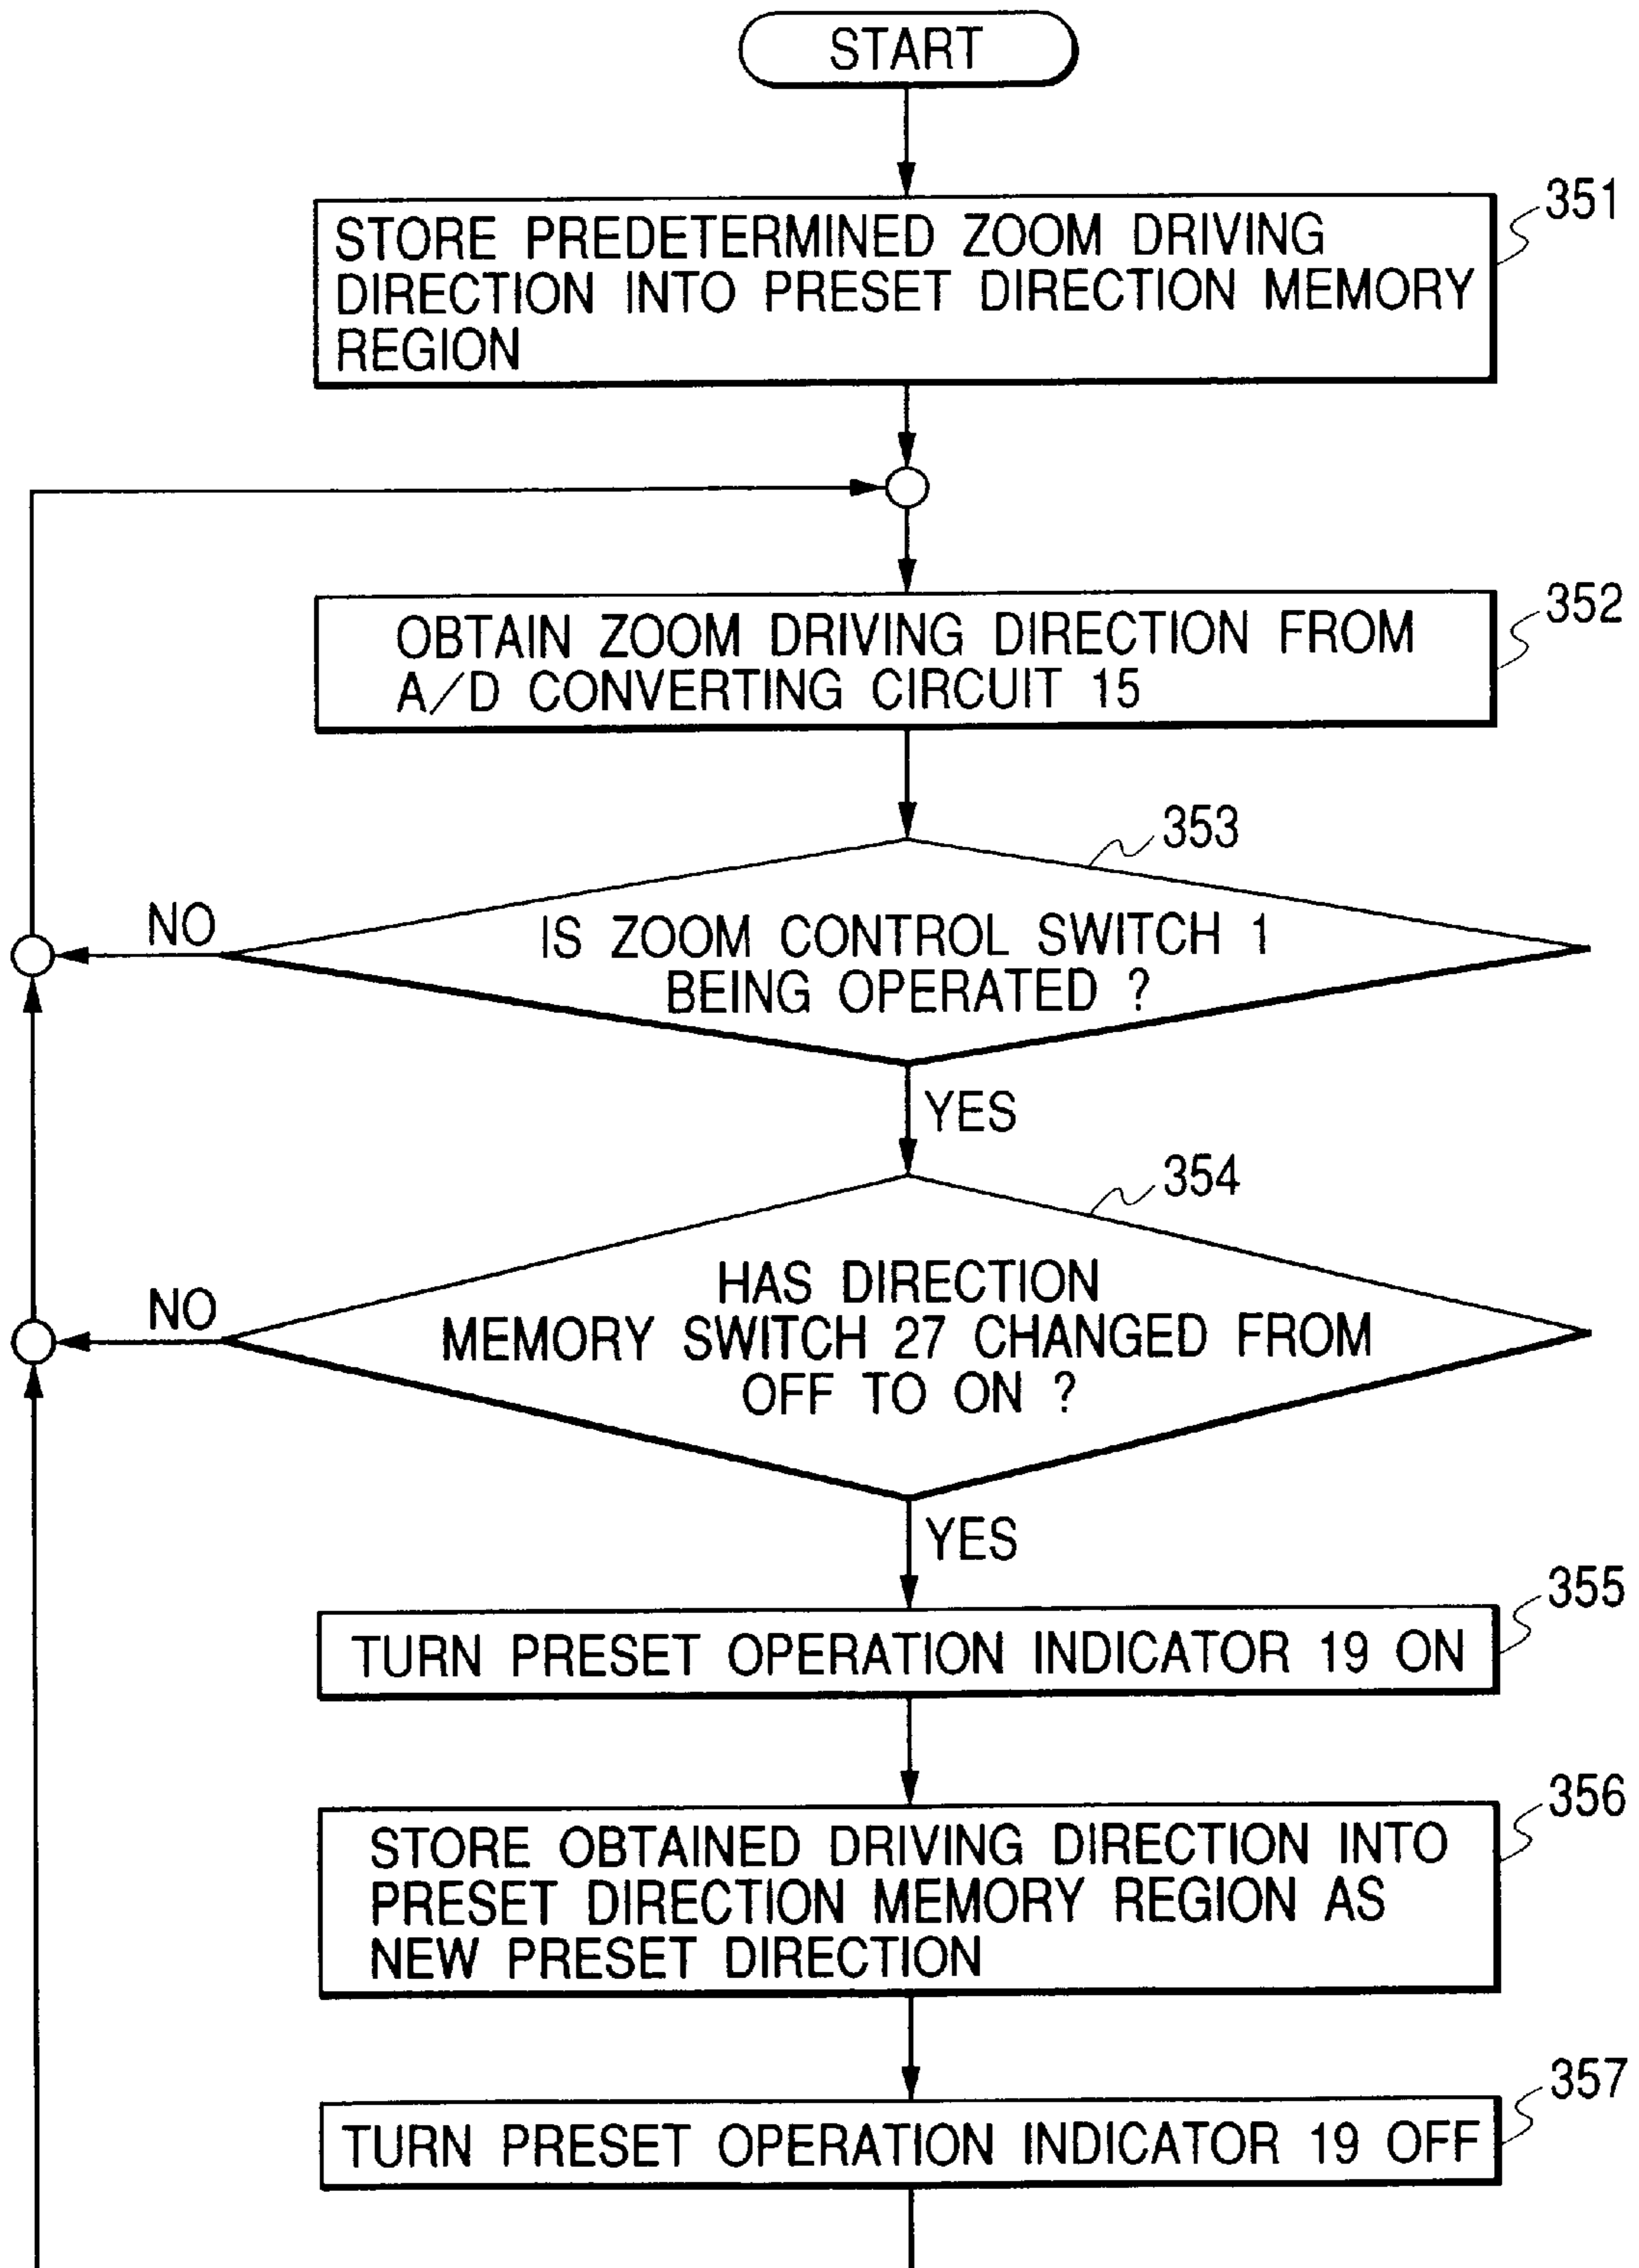 START
351
STORE PREDETERMINED ZOOM DRIVING
DIRECTION INTO PRESET DIRECTION MEMORY
REGION
352
OBTAIN ZOOM DRIVING DIRECTION FROM
A/D CONVERTING CIRCUIT 15
353
NO
IS ZOOM CONTROL SWITCH 1
BEING OPERATED ?
YES
354
HAS DIRECTION
NO
MEMORY SWITCH 27 CHANGED FROM
OFF TO ON ?
YES
355
TURN PRESET OPERATION INDICATOR 19 ON
356
STORE OBTAINED DRIVING DIRECTION INTO
PRESET DIRECTION MEMORY REGION AS
NEW PRESET DIRECTION
357
TURN PRESET OPERATION INDICATOR 19 OFF